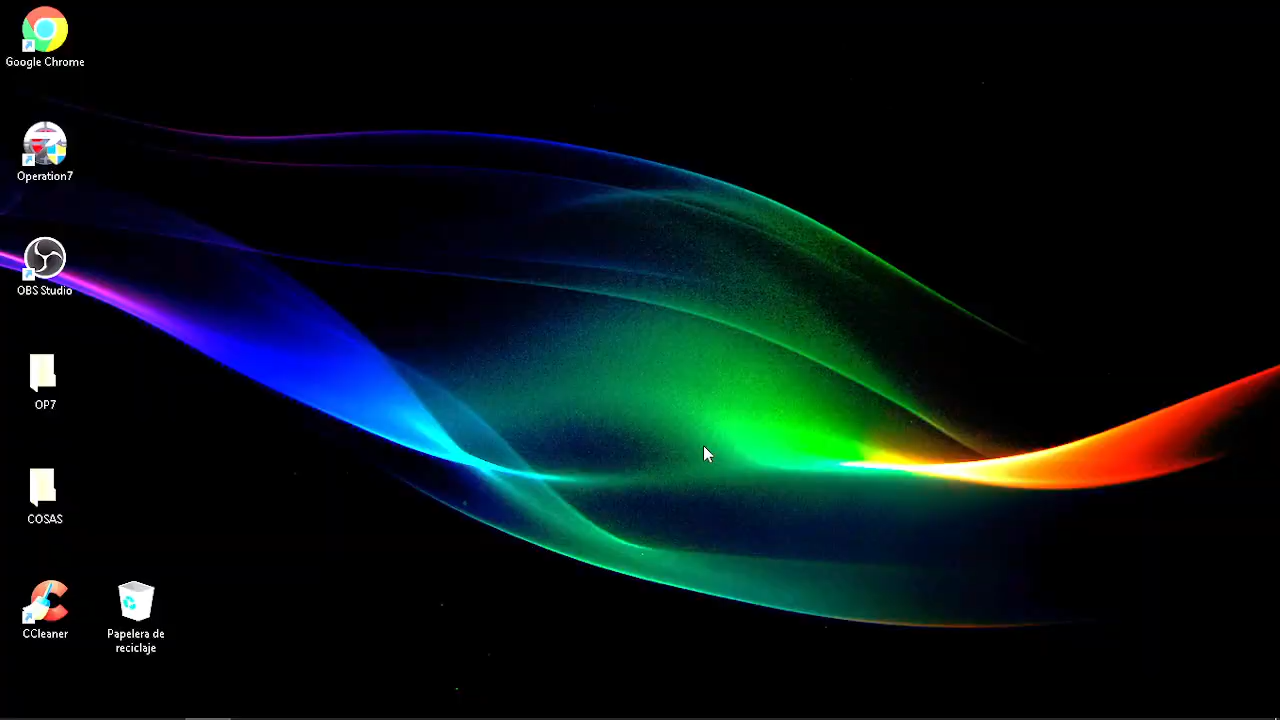 Google Chrome
Operation7
OBS Studio
OP7
COSAS
CCleaner
Papelera de
reciclaje